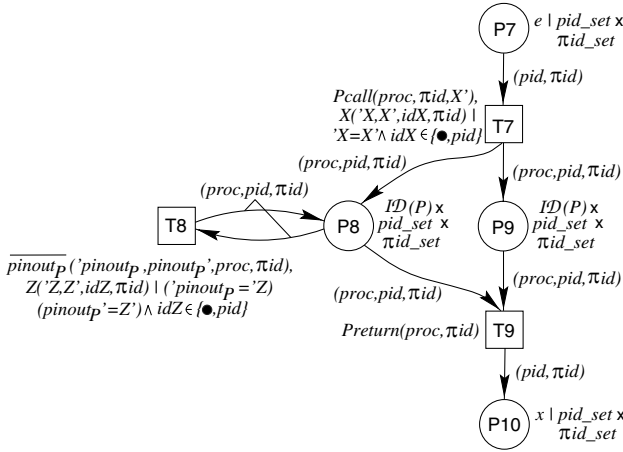 P7
e | pid_set x
πid_set
(pid,πid)
Pcall(proc,πid,X'),
X('X,X',idX,πid) |
'X=X'∧ idX ∈{●,pid}
T7
(proc,pid,πid)
(proc,pid,πid)
(proc,pid,πid)
T8
P8
ID(P) x
pid_set x
πid_set
P9
ID(P) x
pid_set x
πid_set
pinoutP ('pinoutP ,pinoutP',proc,πid),
Z('Z,Z',idZ,πid) | ('pinoutP ='Z)
(pinoutP'=Z')∧ idZ ∈{●,pid}
(proc,pid,πid)
(proc,pid,πid)
Preturn(proc,πid)
T9
(pid,πid)
P10
x | pid_set x
πid_set